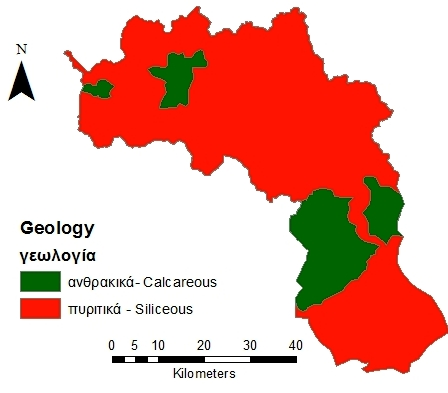 N
Geology
γεωλογία
ανθρακικά- Calcareous
πυριτικά - Siliceous
0 5 10 20 30 40
Kilometers